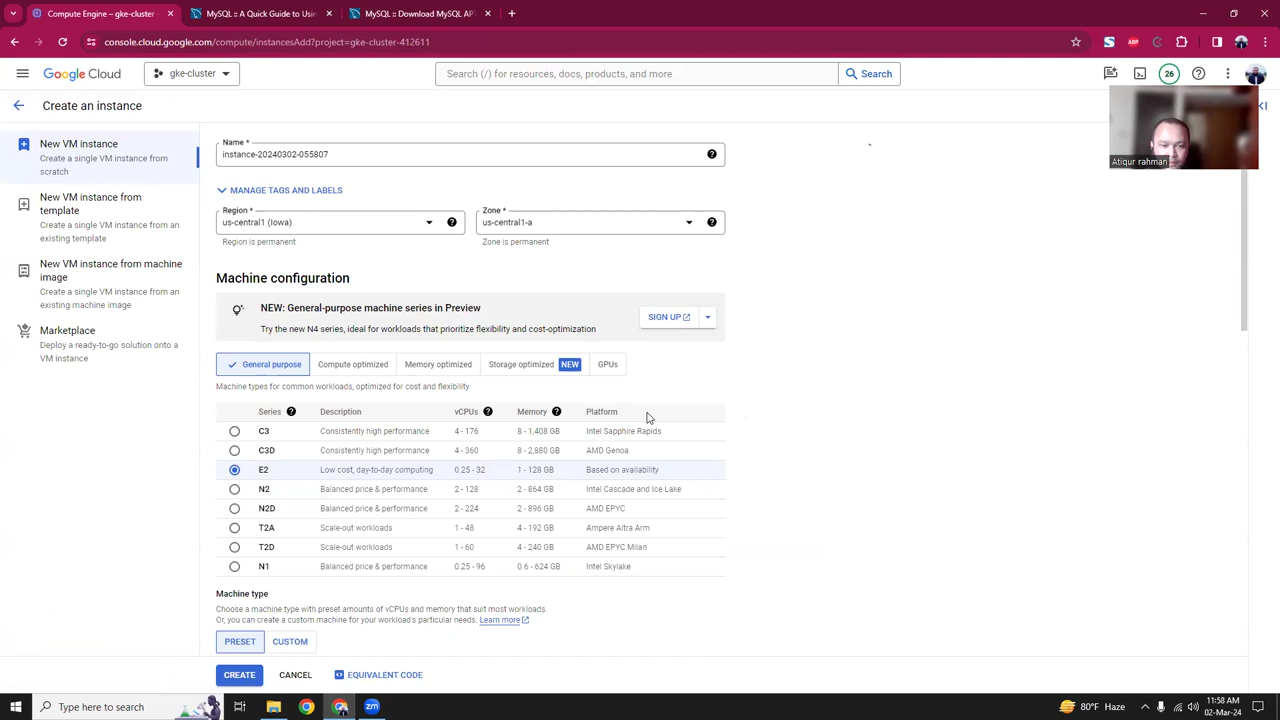 Compute Engine – gke-cluster-
MySQL :: A Quick Guide to Usin
MySQL :: Download MySQL AP
console.cloud.google.com/compute/instancesAdd?project=gke-cluster-412611
ABP
Google Cloud
gke-cluster
Search (/) for resources, docs, products, and more
Search
26
Create an instance
New VM instance
Create a single VM instance from
scratch
New VM instance from
template
Create a single VM instance from
an existing template
New VM instance from machine
image
Create a single VM instance from
an existing machine image
Marketplace
Deploy a ready-to-go solution onto
a VM instance
Name *
instance-20240302-055807
MANAGE TAGS AND LABELS
Region *
us-central1 (Iowa)
Region is permanent
Zone *
us-central1-a
Zone is permanent
Machine configuration
NEW: General-purpose machine series in Preview
Try the new N4 series, ideal for workloads that prioritize flexibility and cost-optimization
SIGN UP
General purpose
Compute optimized
Memory optimized
Storage optimized NEW
GPUs
Machine types for common workloads, optimized for cost and flexibility
Series Description vCPUs Memory Platform
C3 Consistently high performance 4 - 176 8 - 1,408 GB Intel Sapphire Rapids
C3D Consistently high performance 4 - 360 8 - 2,880 GB AMD Genoa
E2 Low cost, day-to-day computing 0.25 - 32 1 - 128 GB Based on availability
N2 Balanced price & performance 2 - 128 2 - 864 GB Intel Cascade and Ice Lake
N2D Balanced price & performance 2 - 224 2 - 896 GB AMD EPYC
T2A Scale-out workloads 1 - 48 4 - 192 GB Ampere Altra Arm
T2D Scale-out workloads 1 - 60 4 - 240 GB AMD EPYC Milan
N1 Balanced price & performance 0.25 - 96 0.6 - 624 GB Intel Skylake
Machine type
Choose a machine type with preset amounts of vCPUs and memory that suit most workloads.
Or, you can create a custom machine for your workload's particular needs. Learn more
PRESET
CUSTOM
CREATE
CANCEL
EQUIVALENT CODE
Atiqur rahman
Type here to search
zm
80°F Haze
11:58 AM
02-Mar-24